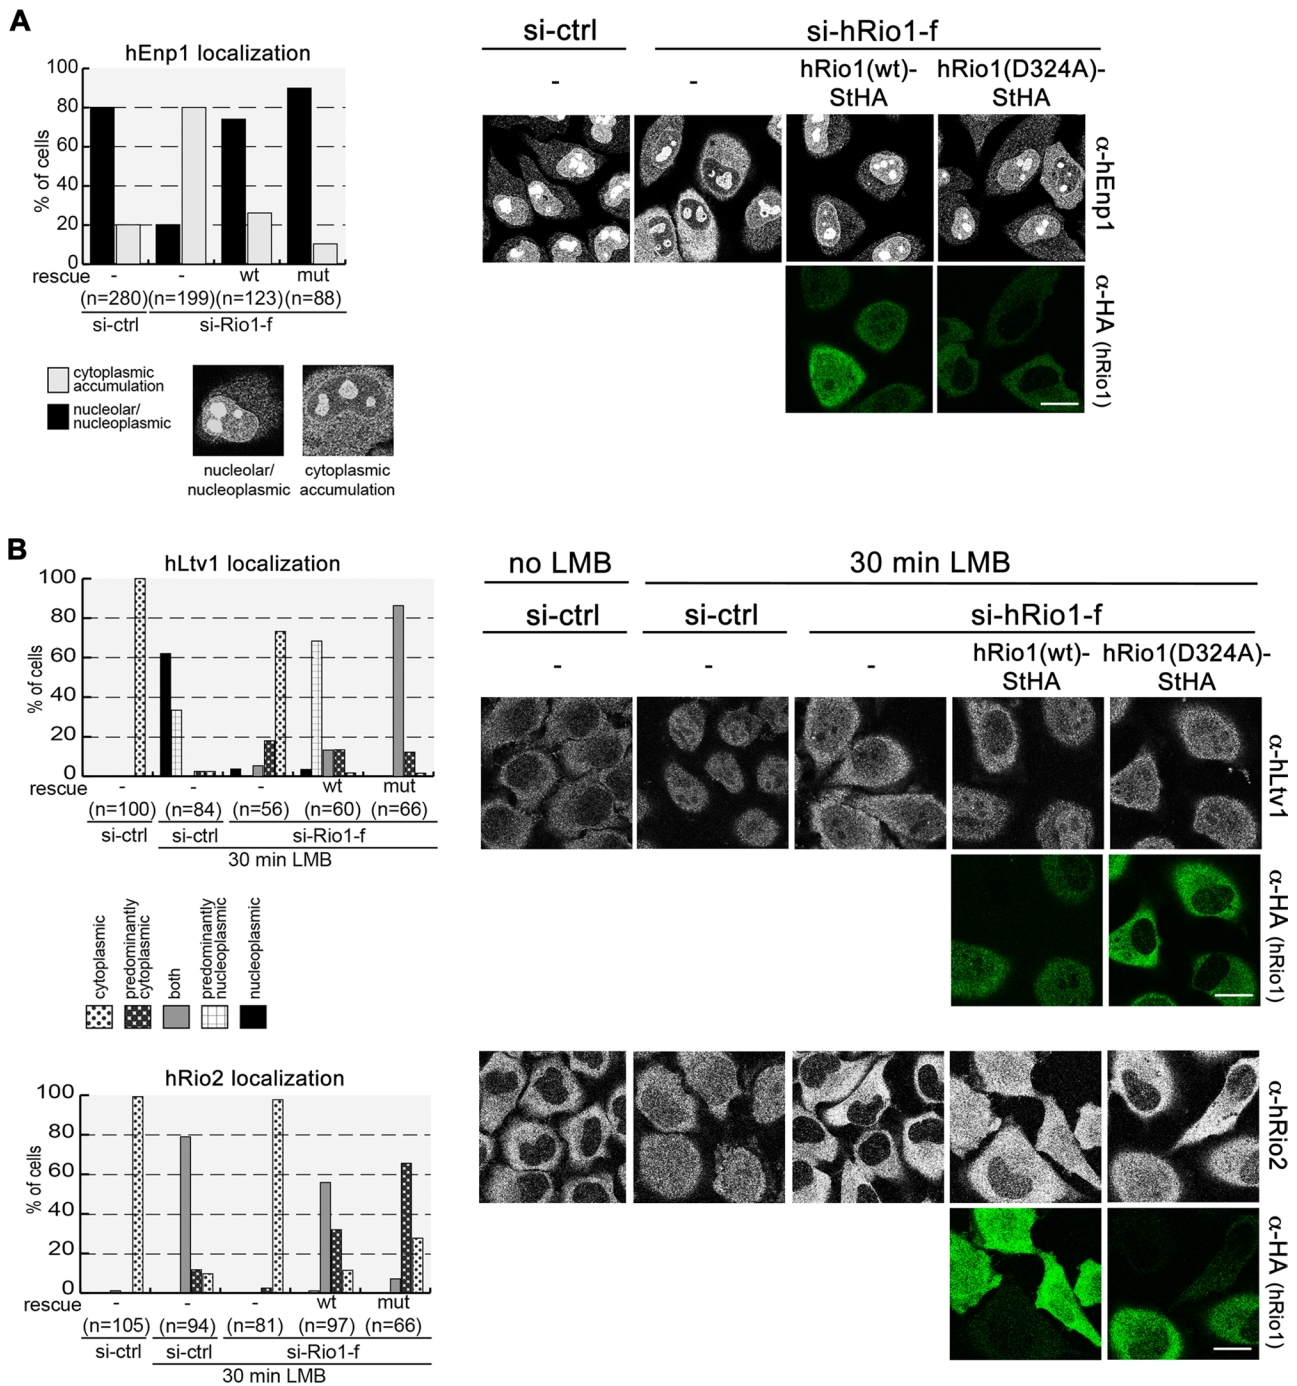 A
hEnp1 localization
100
80
60
40
20
0
% of cells
rescue - - wt mut
(n=280)(n=199)(n=123)(n=88)
si-ctrl si-Rio1-f
cytoplasmic
accumulation
nucleolar/
nucleoplasmic
nucleolar/
nucleoplasmic
cytoplasmic
accumulation
si-ctrl si-hRio1-f
- - hRio1(wt)-
StHA
hRio1(D324A)-
StHA
α-hEnp1
α-HA (hRio1)
B
hLtv1 localization
100
80
60
40
20
0
% of cells
rescue - - - wt mut
(n=100) (n=84) (n=56) (n=60) (n=66)
si-ctrl si-ctrl si-Rio1-f
30 min LMB
cytoplasmic
predominantly
cytoplasmic
both
predominantly
nucleoplasmic
nucleoplasmic
no LMB 30 min LMB
si-ctrl si-ctrl si-hRio1-f
- - - hRio1(wt)-
StHA
hRio1(D324A)-
StHA
α-hLtv1
α-HA (hRio1)
hRio2 localization
100
80
60
40
20
0
% of cells
rescue - - - wt mut
(n=105) (n=94) (n=81) (n=97) (n=66)
si-ctrl si-ctrl si-Rio1-f
30 min LMB
α-hRio2
α-HA (hRio1)